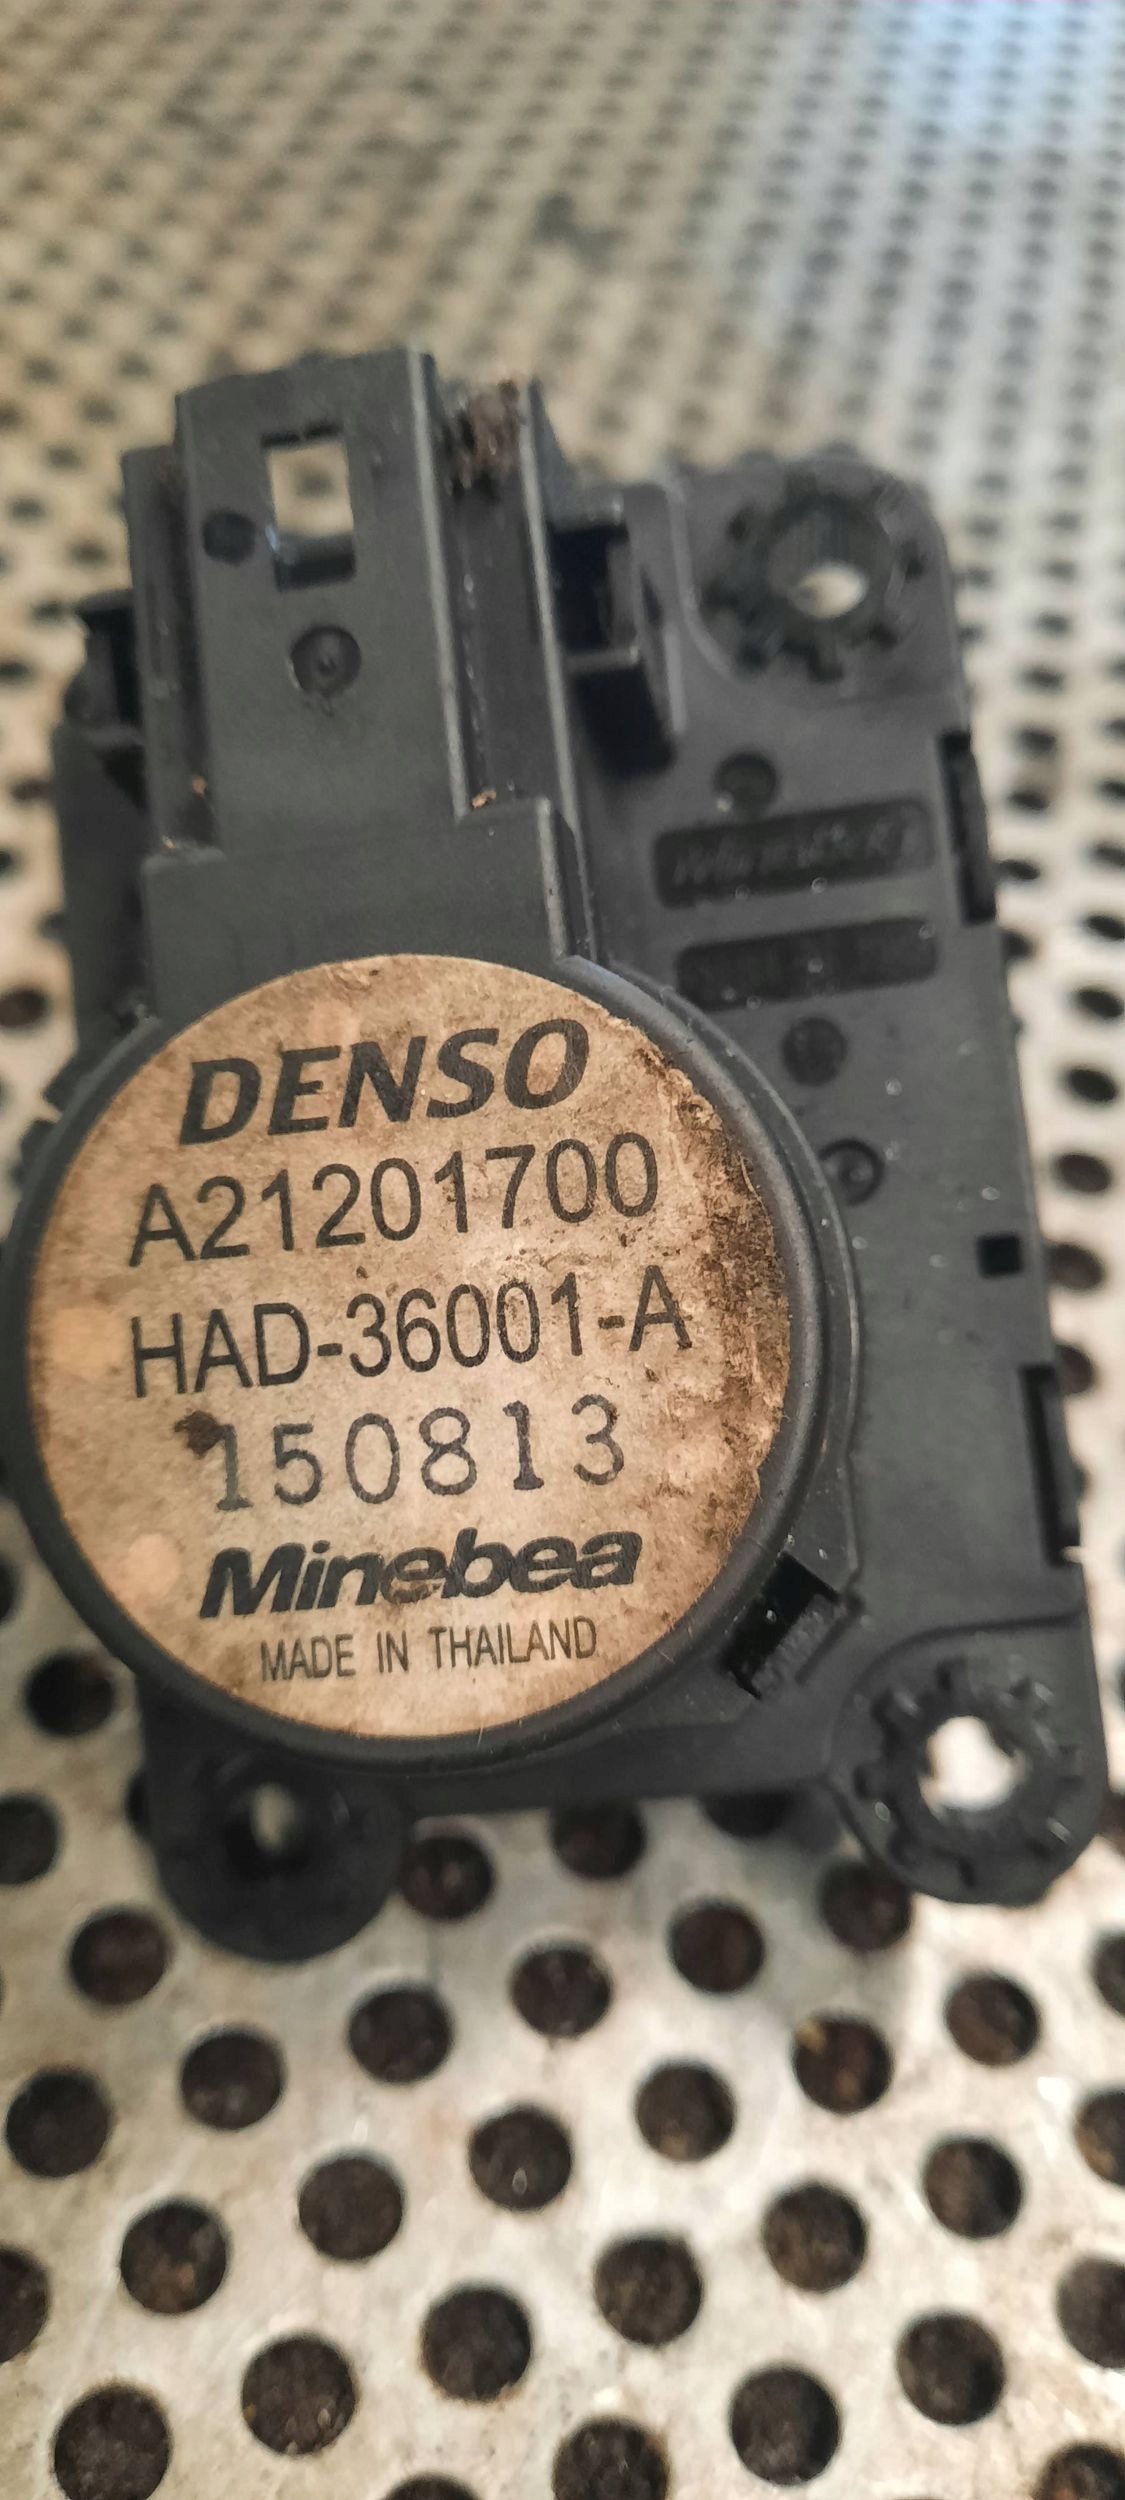 DENSO
A21201700
HAD-36001-A
150813
Minebea
MADE IN THAILAND